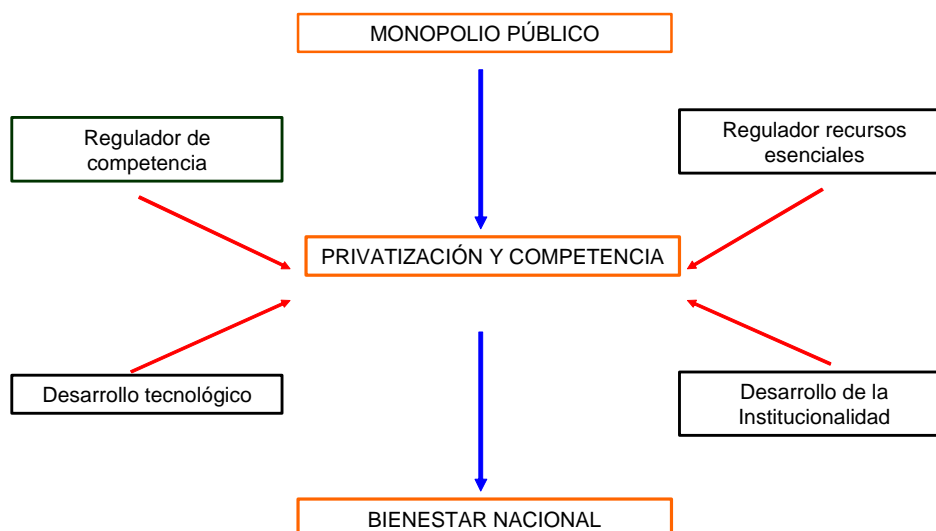 MONOPOLIO PÚBLICO
Regulador de
competencia
Regulador recursos
esenciales
PRIVATIZACIÓN Y COMPETENCIA
Desarrollo tecnológico
Desarrollo de la
Institucionalidad
BIENESTAR NACIONAL